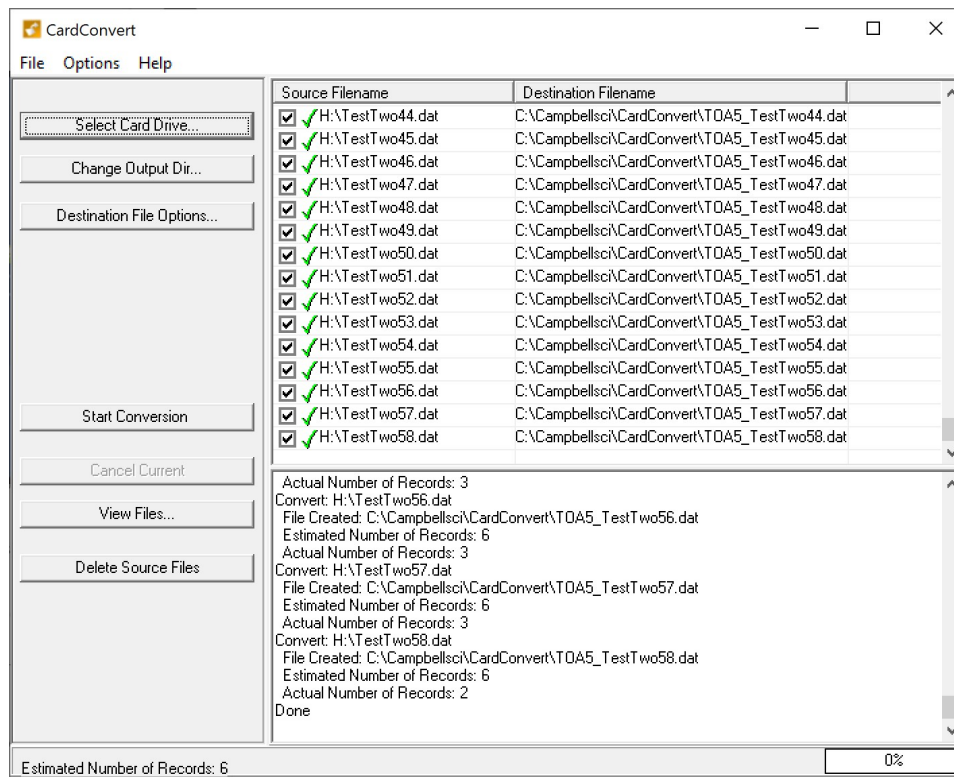 CardConvert
File Options Help
Select Card Drive...
Change Output Dir...
Destination File Options...
Start Conversion
Cancel Current
View Files...
Delete Source Files
Source Filename Destination Filename
H:\TestTwo44.dat C:\Campbellsci\CardConvert\TOA5_TestTwo44.dat
H:\TestTwo45.dat C:\Campbellsci\CardConvert\TOA5_TestTwo45.dat
H:\TestTwo46.dat C:\Campbellsci\CardConvert\TOA5_TestTwo46.dat
H:\TestTwo47.dat C:\Campbellsci\CardConvert\TOA5_TestTwo47.dat
H:\TestTwo48.dat C:\Campbellsci\CardConvert\TOA5_TestTwo48.dat
H:\TestTwo49.dat C:\Campbellsci\CardConvert\TOA5_TestTwo49.dat
H:\TestTwo50.dat C:\Campbellsci\CardConvert\TOA5_TestTwo50.dat
H:\TestTwo51.dat C:\Campbellsci\CardConvert\TOA5_TestTwo51.dat
H:\TestTwo52.dat C:\Campbellsci\CardConvert\TOA5_TestTwo52.dat
H:\TestTwo53.dat C:\Campbellsci\CardConvert\TOA5_TestTwo53.dat
H:\TestTwo54.dat C:\Campbellsci\CardConvert\TOA5_TestTwo54.dat
H:\TestTwo55.dat C:\Campbellsci\CardConvert\TOA5_TestTwo55.dat
H:\TestTwo56.dat C:\Campbellsci\CardConvert\TOA5_TestTwo56.dat
H:\TestTwo57.dat C:\Campbellsci\CardConvert\TOA5_TestTwo57.dat
H:\TestTwo58.dat C:\Campbellsci\CardConvert\TOA5_TestTwo58.dat
Actual Number of Records: 3
Convert: H:\TestTwo56.dat
File Created: C:\Campbellsci\CardConvert\TOA5_TestTwo56.dat
Estimated Number of Records: 6
Actual Number of Records: 3
Convert: H:\TestTwo57.dat
File Created: C:\Campbellsci\CardConvert\TOA5_TestTwo57.dat
Estimated Number of Records: 6
Actual Number of Records: 3
Convert: H:\TestTwo58.dat
File Created: C:\Campbellsci\CardConvert\TOA5_TestTwo58.dat
Estimated Number of Records: 6
Actual Number of Records: 2
Done
Estimated Number of Records: 6 0%